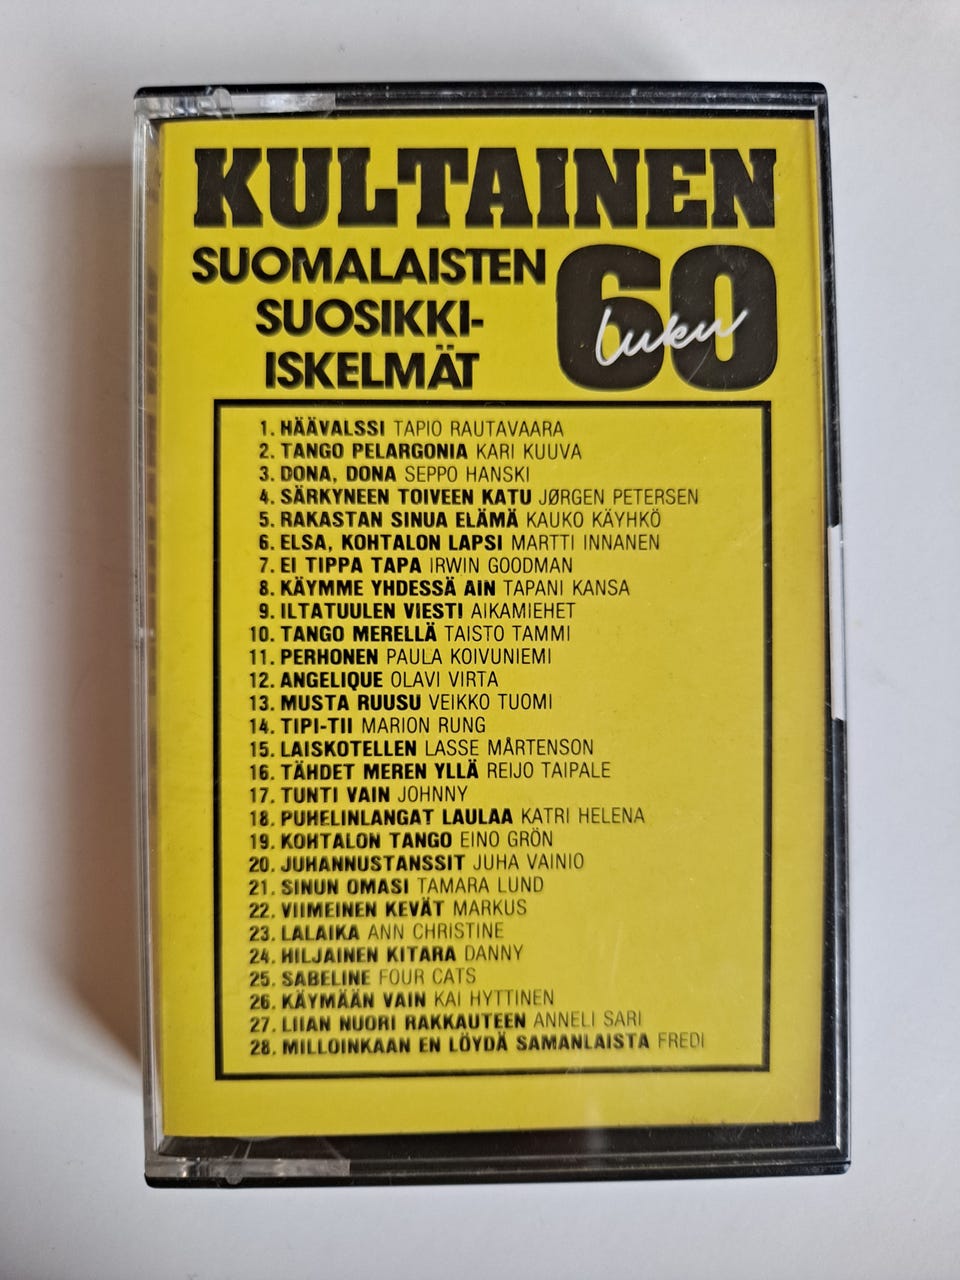 KULTAINEN
SUOMALAISTEN
SUOSIKKI-
ISKELMÄT
60
luku
1. HÄÄVALSSI TAPIO RAUTAVAARA
2. TANGO PELARGONIA KARI KUUVA
3. DONA, DONA SEPPO HANSKI
4. SÄRKYNEEN TOIVEEN KATU JØRGEN PETERSEN
5. RAKASTAN SINUA ELÄMÄ KAUKO KÄYHKÖ
6. ELSA, KOHTALON LAPSI MARTTI INNANEN
7. EI TIPPA TAPA IRWIN GOODMAN
8. KÄYMME YHDESSÄ AIN TAPANI KANSA
9. ILTATUULEN VIESTI AIKAMIEHET
10. TANGO MERELLÄ TAISTO TAMMI
11. PERHONEN PAULA KOIVUNIEMI
12. ANGELIQUE OLAVI VIRTA
13. MUSTA RUUSU VEIKKO TUOMI
14. TIPI-TII MARION RUNG
15. LAISKOTELLEN LASSE MÅRTENSON
16. TÄHDET MEREN YLLÄ REIJO TAIPALE
17. TUNTI VAIN JOHNNY
18. PUHELINLANGAT LAULAA KATRI HELENA
19. KOHTALON TANGO EINO GRÖN
20. JUHANNUSTANSSIT JUHA VAINIO
21. SINUN OMASI TAMARA LUND
22. VIIMEINEN KEVÄT MARKUS
23. LALAIKA ANN CHRISTINE
24. HILJAINEN KITARA DANNY
25. SABELINE FOUR CATS
26. KÄYMÄÄN VAIN KAI HYTTINEN
27. LIIAN NUORI RAKKAUTEEN ANNELI SARI
28. MILLOINKAAN EN LÖYDÄ SAMANLAISTA FREDI